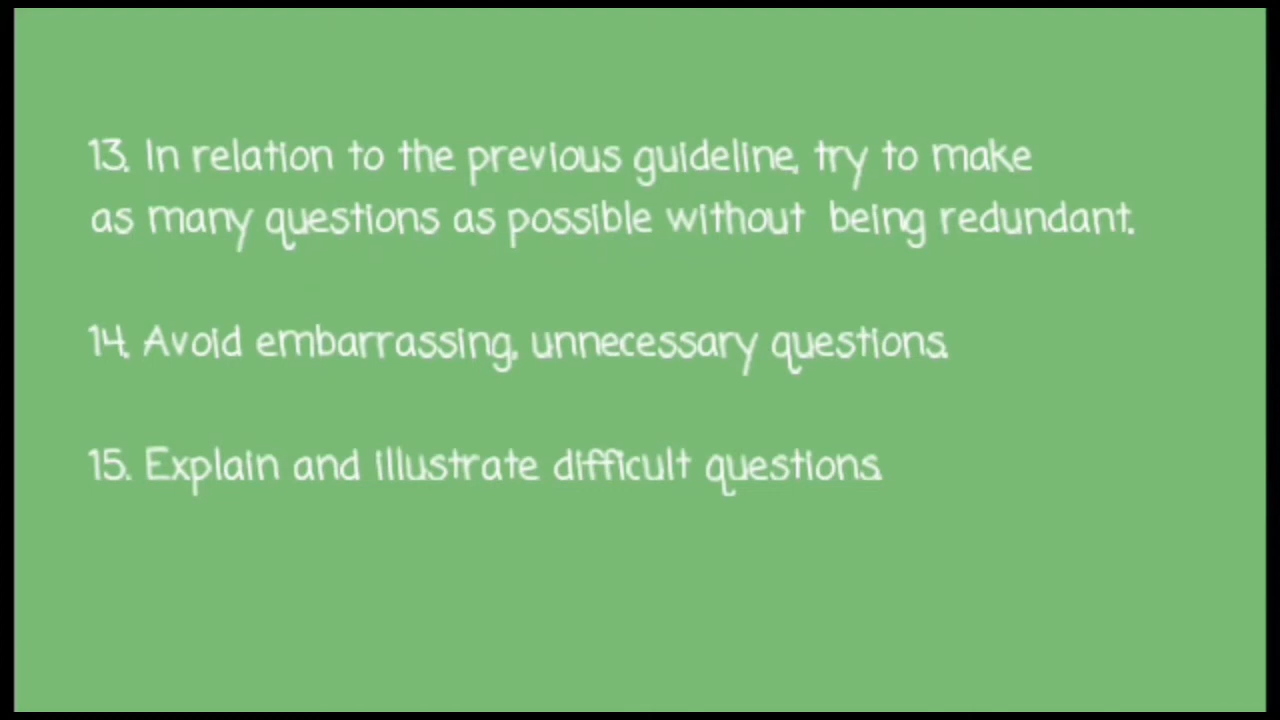 13. In relation to the previous guideline, try to make
as many questions as possible without being redundant.
14. Avoid embarrassing, unnecessary questions.
15. Explain and illustrate difficult questions.